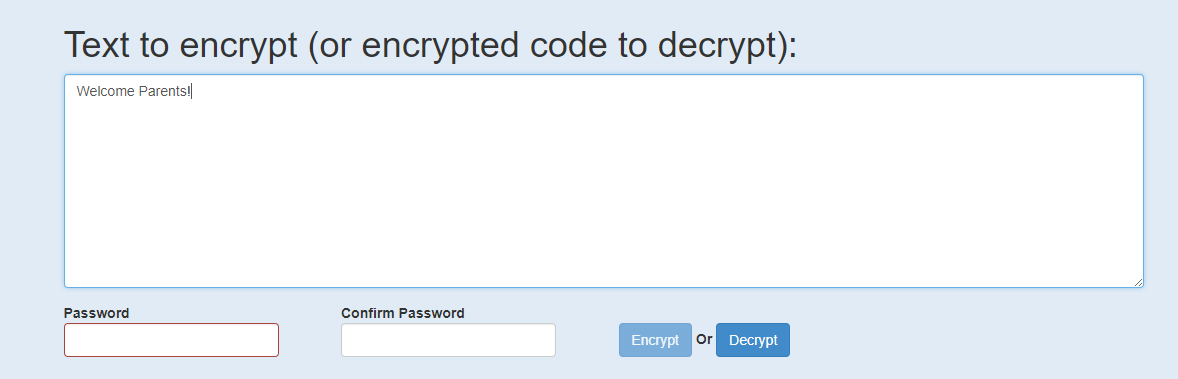 Text to encrypt (or encrypted code to decrypt):
Welcome Parents!
Password Confirm Password
Encrypt Or Decrypt